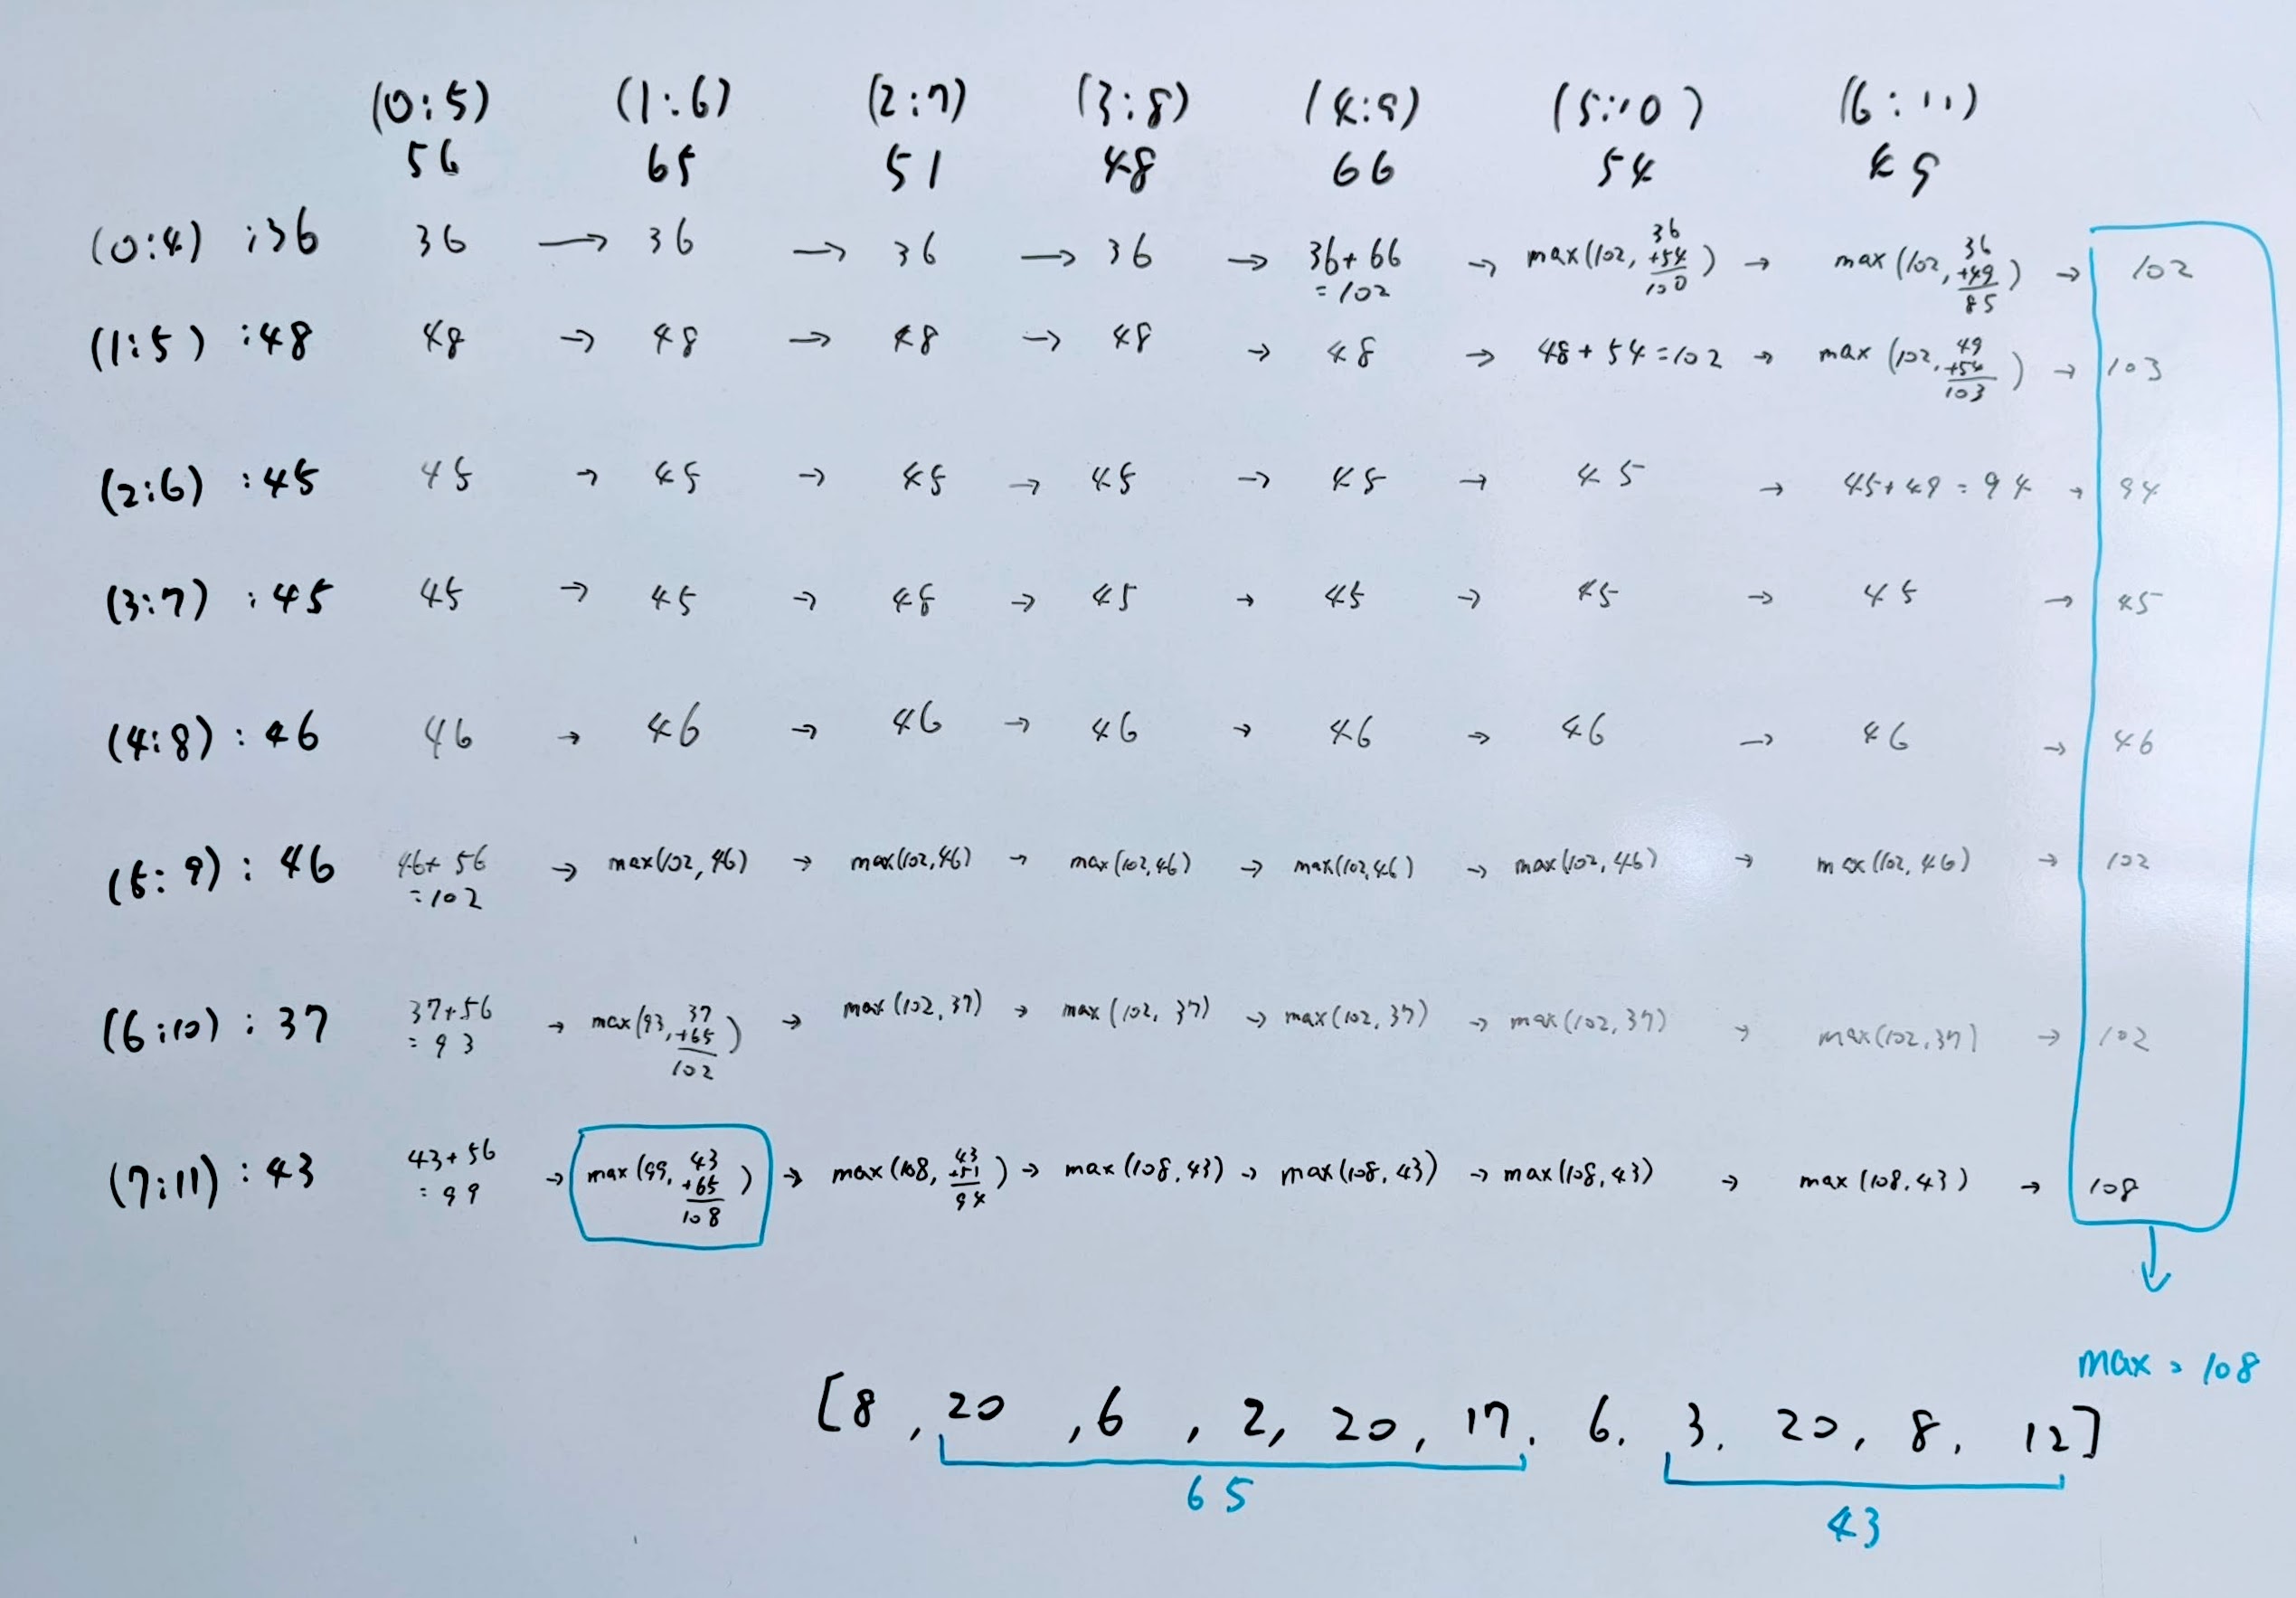 (0:5) (1:6) (2:7) (3:8) (4:9) (5:10) (6:11)
56 65 51 48 66 54 49
(0:4) : 36 36 → 36 → 36 → 36 → 36+66 =102 → max(102, 36 +54 100) → max(102, 36 +49 85) → 102
(1:5) : 48 48 → 48 → 48 → 48 → 48 → 48+54=102 → max(102, 49 +54 103) → 103
(2:6) : 45 45 → 45 → 45 → 45 → 45 → 45 → 45+49=94 → 94
(3:7) : 45 45 → 45 → 45 → 45 → 45 → 45 → 45 → 45
(4:8) : 46 46 → 46 → 46 → 46 → 46 → 46 → 46 → 46
(5:9) : 46 46+56 =102 → max(102,46) → max(102,46) → max(102,46) → max(102,46) → max(102,46) → max(102,46) → 102
(6:10) : 37 37+56 =93 → max(93, 37 +65 102) → max(102,37) → max(102,37) → max(102,37) → max(102,37) → max(102,37) → 102
(7:11) : 43 43+56 =99 → max(99, 43 +65 108) → max(108, 43 +51 94) → max(108,43) → max(108,43) → max(108,43) → max(108,43) → 108
max = 108
[8, 20, 6, 2, 20, 17, 6, 3, 20, 8, 12]
65 43